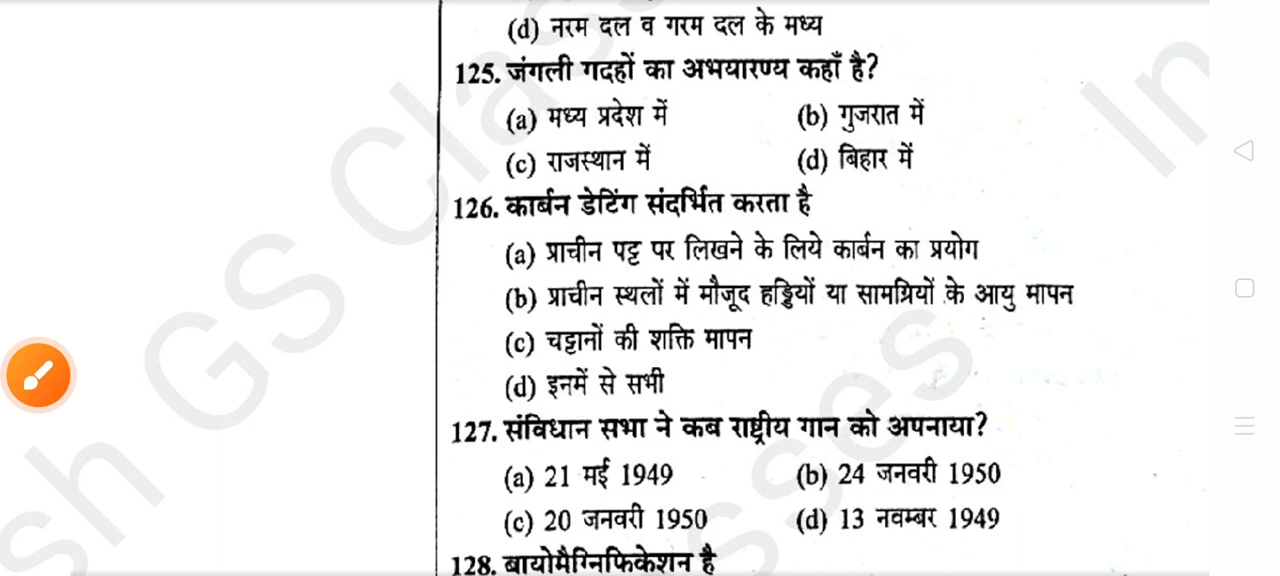 (d) नरम दल व गरम दल के मध्य
125. जंगली गदहों का अभयारण्य कहाँ है?
(a) मध्य प्रदेश में (b) गुजरात में
(c) राजस्थान में (d) बिहार में
126. कार्बन डेटिंग संदर्भित करता है
(a) प्राचीन पट्ट पर लिखने के लिये कार्बन का प्रयोग
(b) प्राचीन स्थलों में मौजूद हड्डियों या सामग्रियों के आयु मापन
(c) चट्टानों की शक्ति मापन
(d) इनमें से सभी
127. संविधान सभा ने कब राष्ट्रीय गान को अपनाया?
(a) 21 मई 1949 (b) 24 जनवरी 1950
(c) 20 जनवरी 1950 (d) 13 नवम्बर 1949
128. बायोमैग्निफिकेशन है